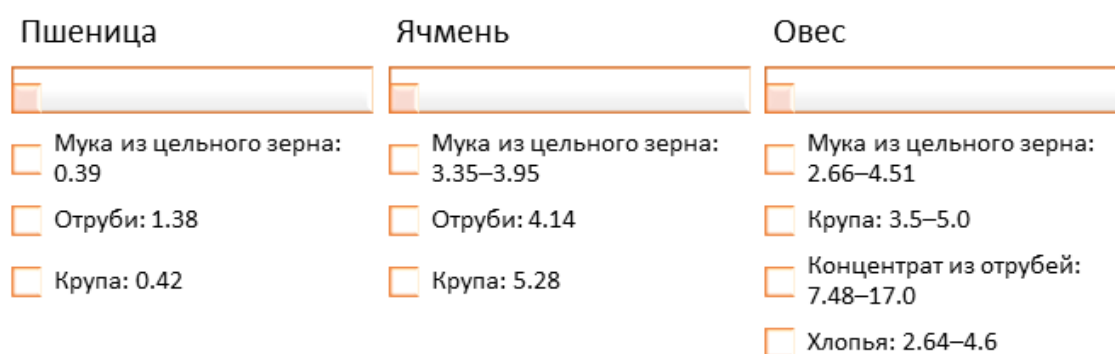 Пшеница
Мука из цельного зерна:
0.39
Отруби: 1.38
Крупа: 0.42
Ячмень
Мука из цельного зерна:
3.35–3.95
Отруби: 4.14
Крупа: 5.28
Овес
Мука из цельного зерна:
2.66–4.51
Крупа: 3.5–5.0
Концентрат из отрубей:
7.48–17.0
Хлопья: 2.64–4.6